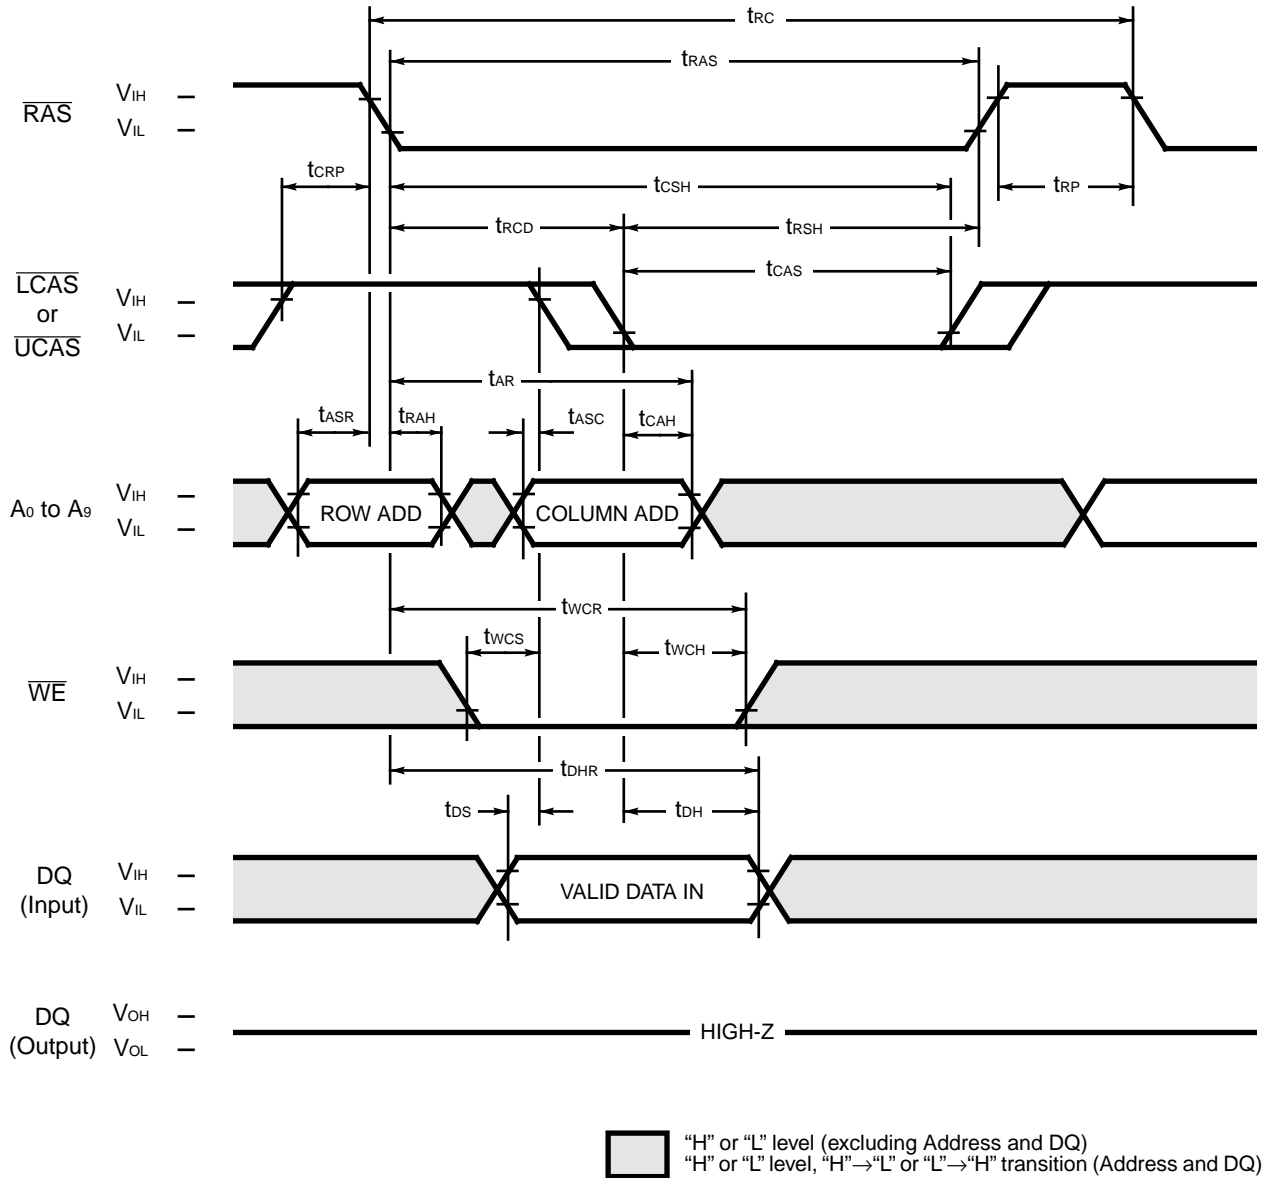 tRC
tRAS
RAS
VIH
VIL
tCRP
tCSH
tRP
tRCD
tRSH
tCAS
LCAS
or
UCAS
VIH
VIL
tAR
tASR
tRAH
tASC
tCAH
A0 to A9
VIH
VIL
ROW ADD
COLUMN ADD
tWCR
tWCS
tWCH
WE
VIH
VIL
tDHR
tDS
tDH
DQ
(Input)
VIH
VIL
VALID DATA IN
DQ
(Output)
VOH
VOL
HIGH-Z
“H” or “L” level (excluding Address and DQ)
“H” or “L” level, “H”→“L” or “L”→“H” transition (Address and DQ)